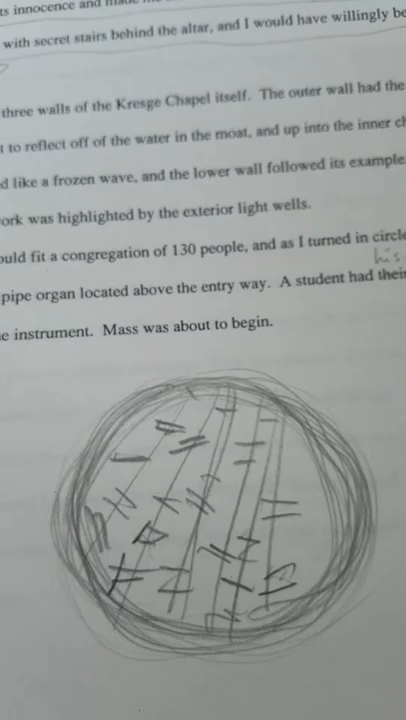 ts innocence and made
with secret stairs behind the altar, and I would have willingly be
three walls of the Kresge Chapel itself. The outer wall had the
t to reflect off of the water in the moat, and up into the inner ch
d like a frozen wave, and the lower wall followed its example
ork was highlighted by the exterior light wells.
ould fit a congregation of 130 people, and as I turned in circle
his
pipe organ located above the entry way. A student had their
e instrument. Mass was about to begin.